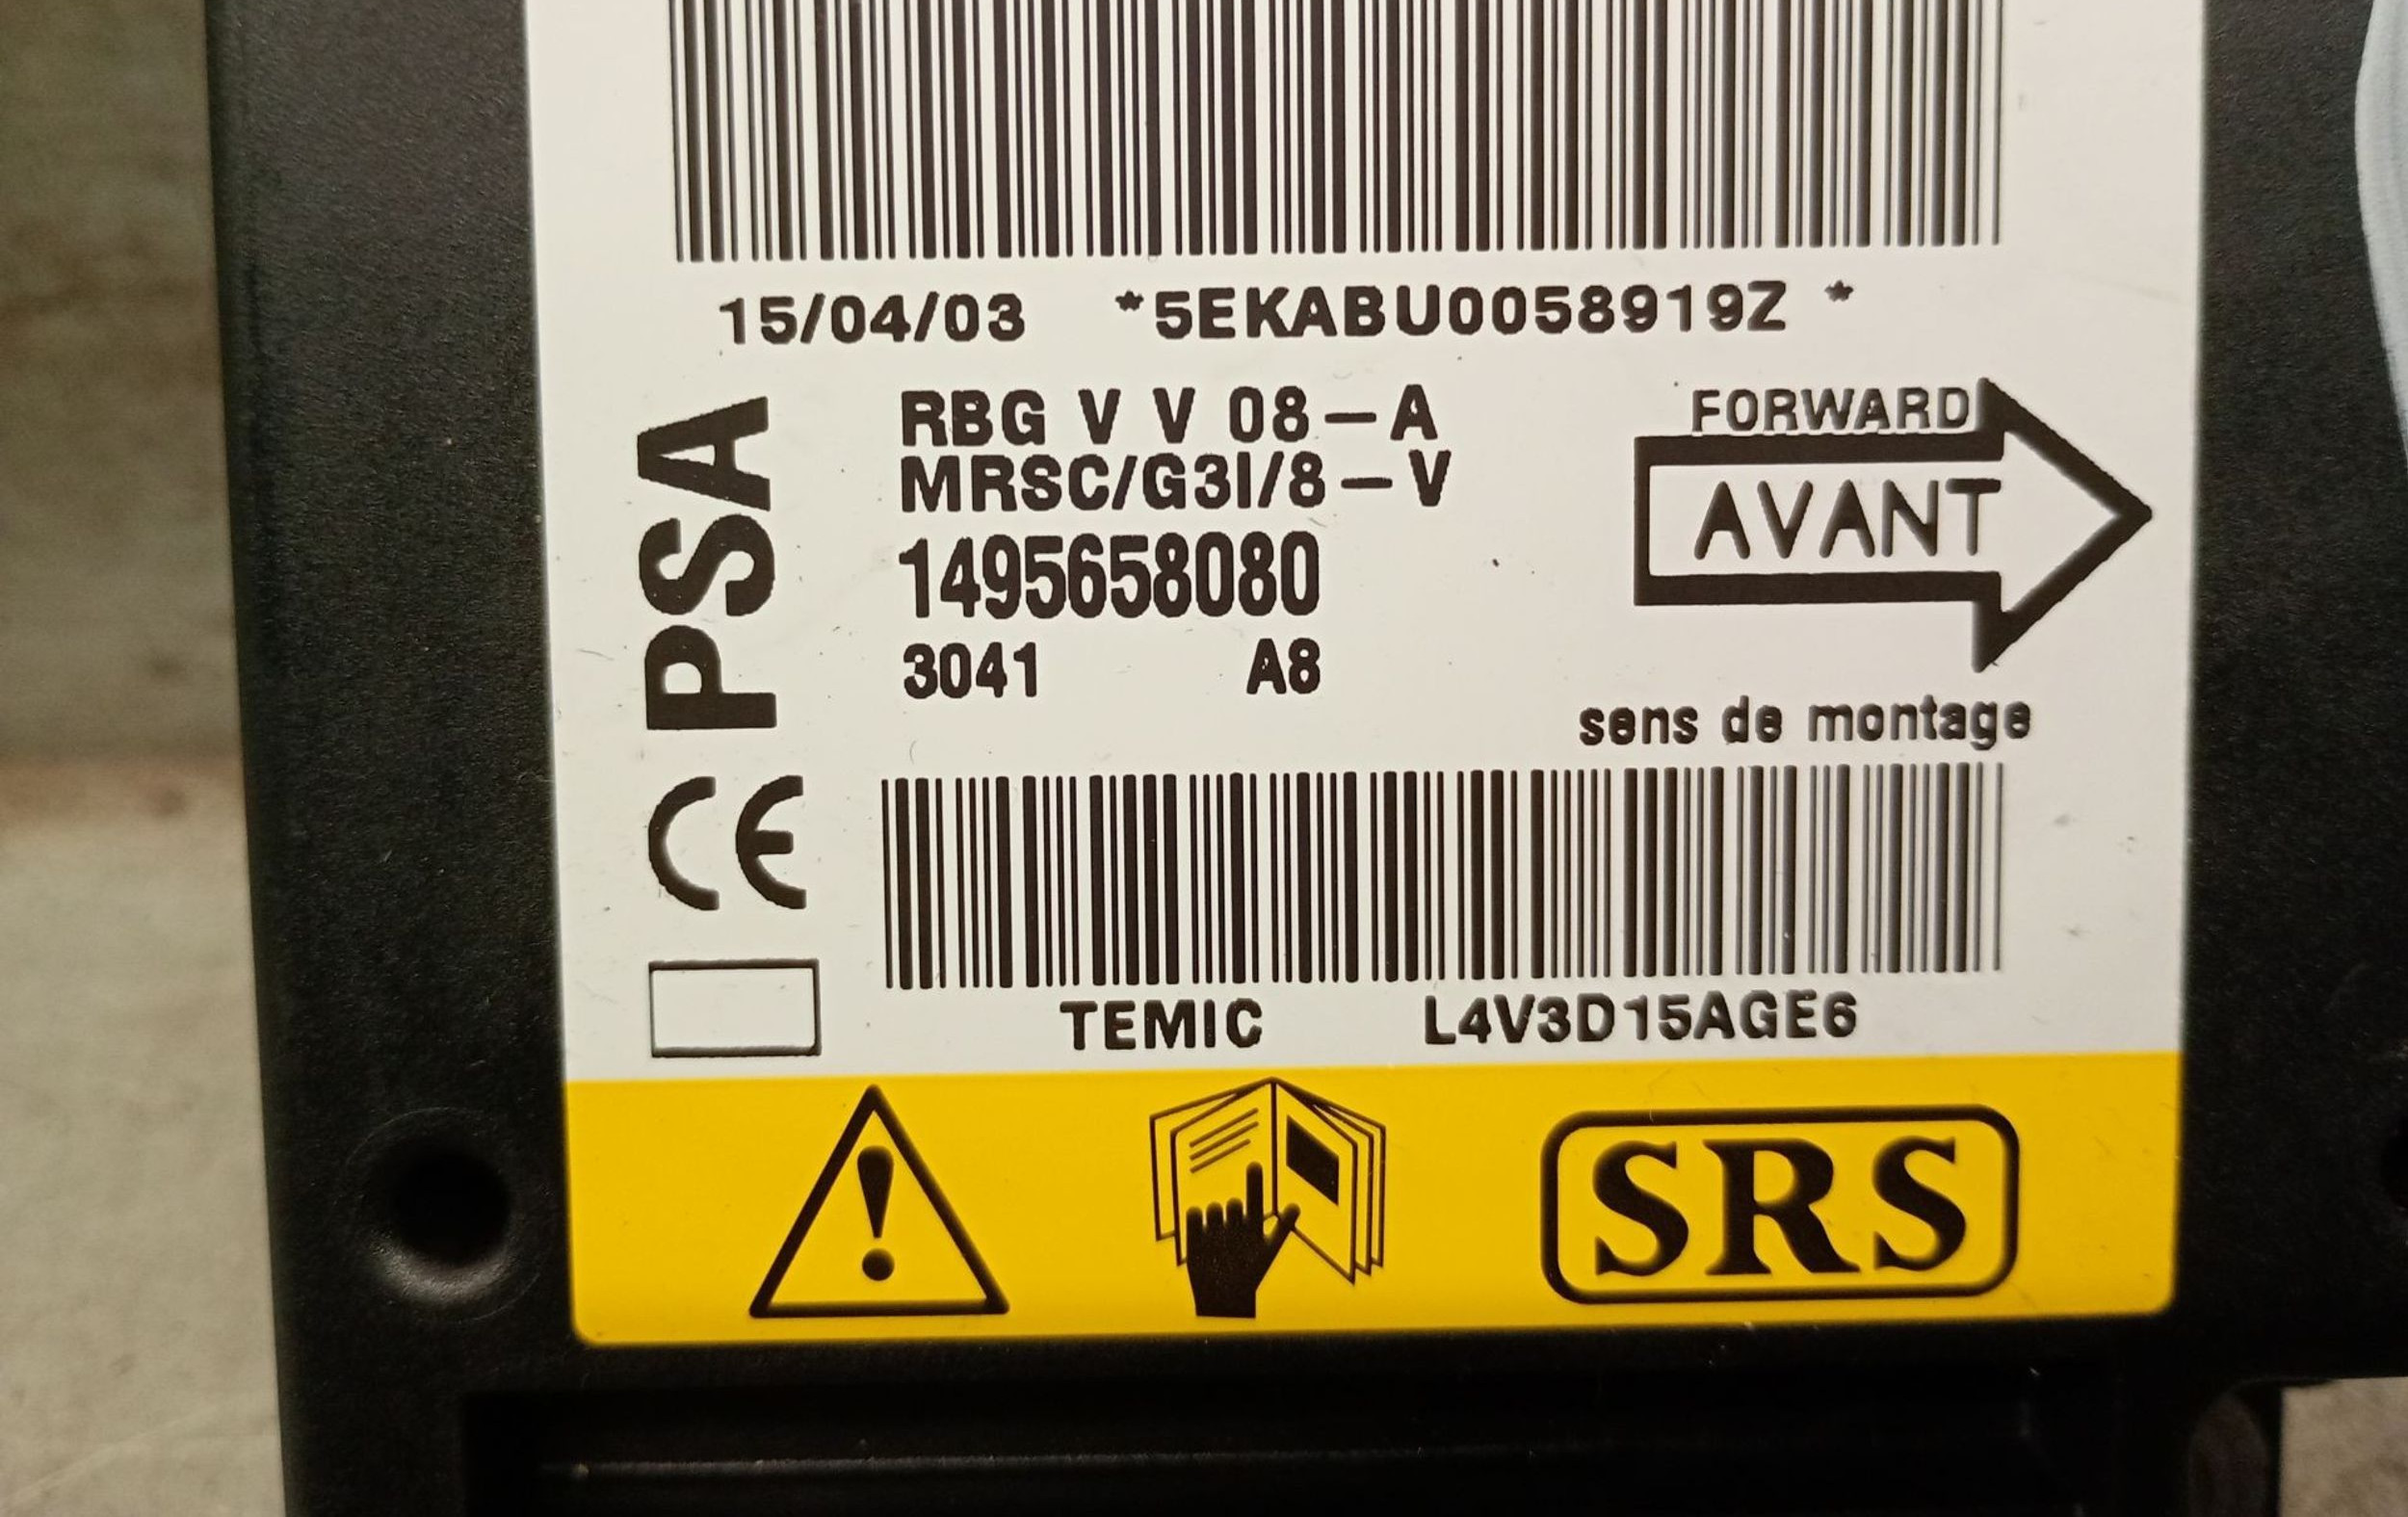 15/04/03 *5EKABU0058919Z *
PSA
RBG V V 08-A
MRSC/G3I/8-V
1495658080
3041 A8
FORWARD
AVANT
sens de montage
CE
TEMIC L4V3D15AGE6
SRS